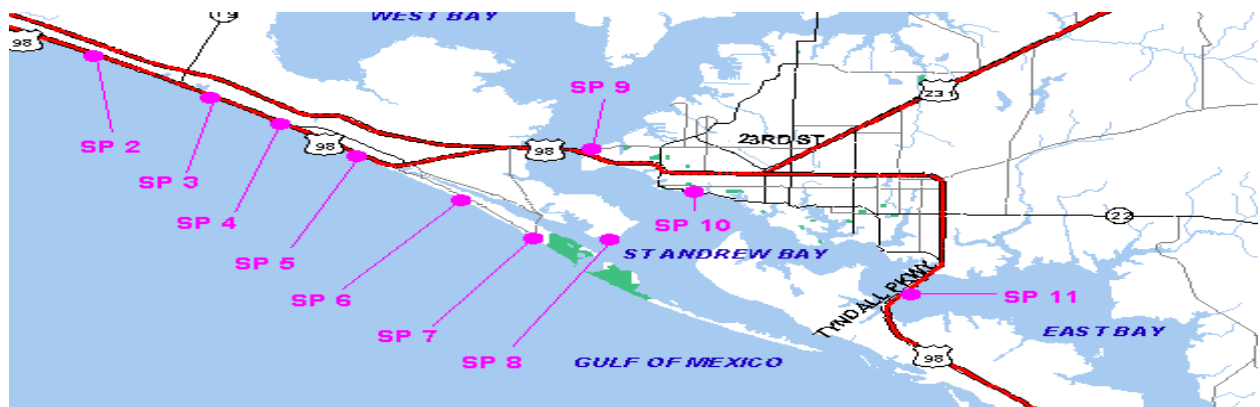 WEST BAY
19
98
SP 2
SP 3
SP 4
98
SP 5
SP 6
SP 7
SP 8
SP 9
98
231
23RD ST
SP 10
22
ST ANDREW BAY
TYNDALL PKWY
SP 11
EAST BAY
GULF OF MEXICO
98